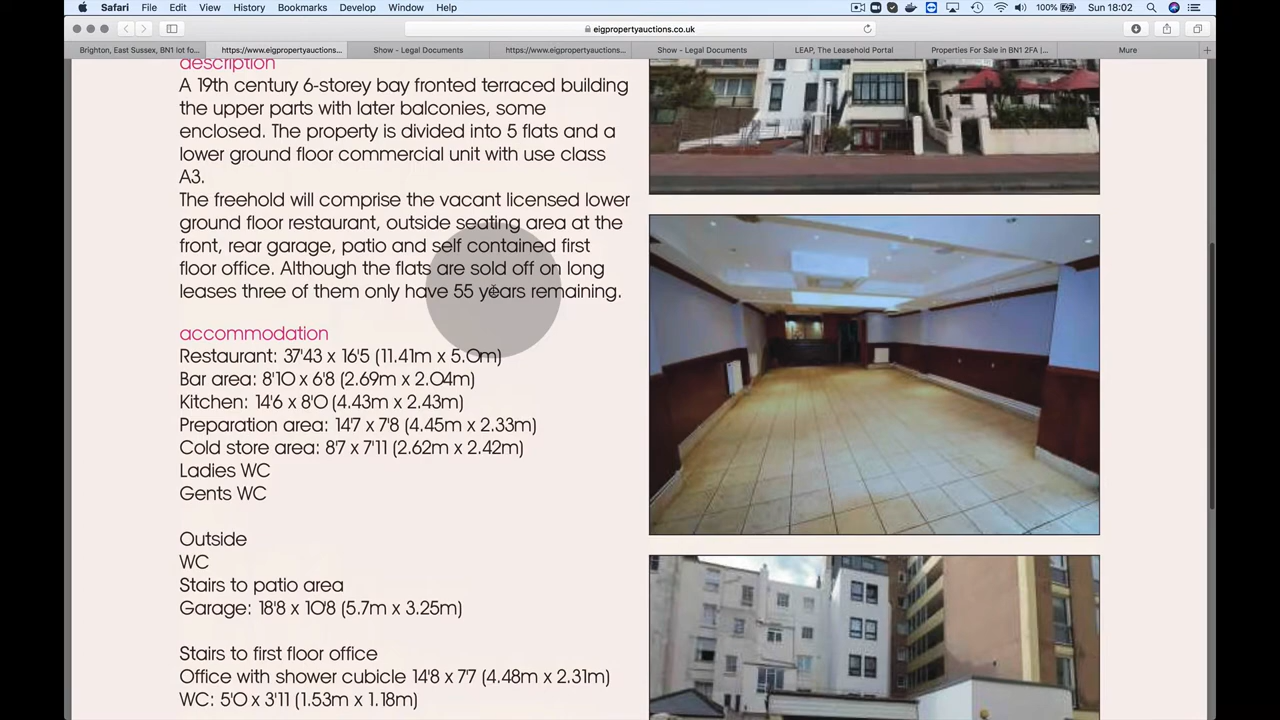 Safari File Edit View History Bookmarks Develop Window Help 100% Sun 18:02
eigpropertyauctions.co.uk
Brighton, East Sussex, BN1 lot fo... https://www.eigpropertyauctions... Show - Legal Documents https://www.eigpropertyauctions... Show - Legal Documents LEAP, The Leasehold Portal Properties For Sale in BN1 2FA |... More
description
A 19th century 6-storey bay fronted terraced building
the upper parts with later balconies, some
enclosed. The property is divided into 5 flats and a
lower ground floor commercial unit with use class
A3.
The freehold will comprise the vacant licensed lower
ground floor restaurant, outside seating area at the
front, rear garage, patio and self contained first
floor office. Although the flats are sold off on long
leases three of them only have 55 years remaining.
accommodation
Restaurant: 37'43 x 16'5 (11.41m x 5.0m)
Bar area: 8'10 x 6'8 (2.69m x 2.04m)
Kitchen: 14'6 x 8'0 (4.43m x 2.43m)
Preparation area: 14'7 x 7'8 (4.45m x 2.33m)
Cold store area: 8'7 x 7'11 (2.62m x 2.42m)
Ladies WC
Gents WC
Outside
WC
Stairs to patio area
Garage: 18'8 x 10'8 (5.7m x 3.25m)
Stairs to first floor office
Office with shower cubicle 14'8 x 7'7 (4.48m x 2.31m)
WC: 5'0 x 3'11 (1.53m x 1.18m)